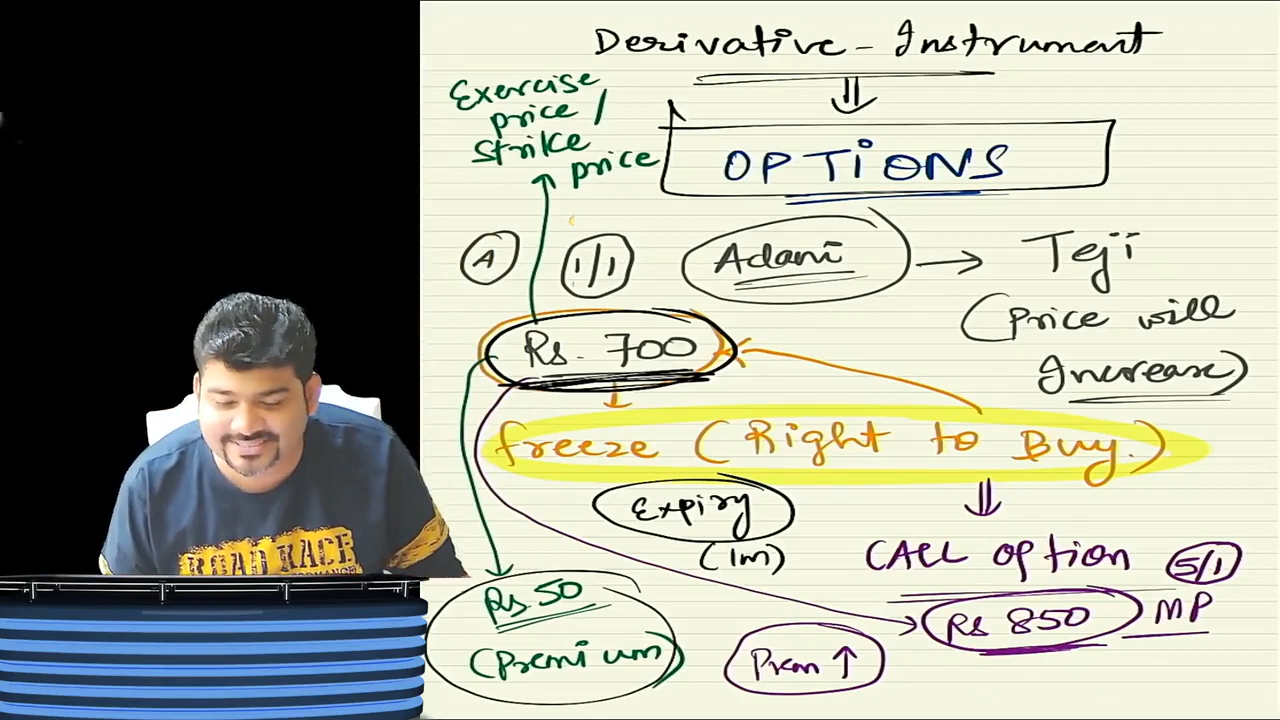 Derivative - Instrument
⇓
Exercise
price /
Strike
price
OPTIONS
A
1/1
Adani → Teji
(Price will
Increase)
Rs. 700
freeze (Right to Buy.)
Expiry
(1m)
CALL option
5/1
Rs 850 MP
Rs. 50
(Premium)
Prem ↑
ROAD RACE